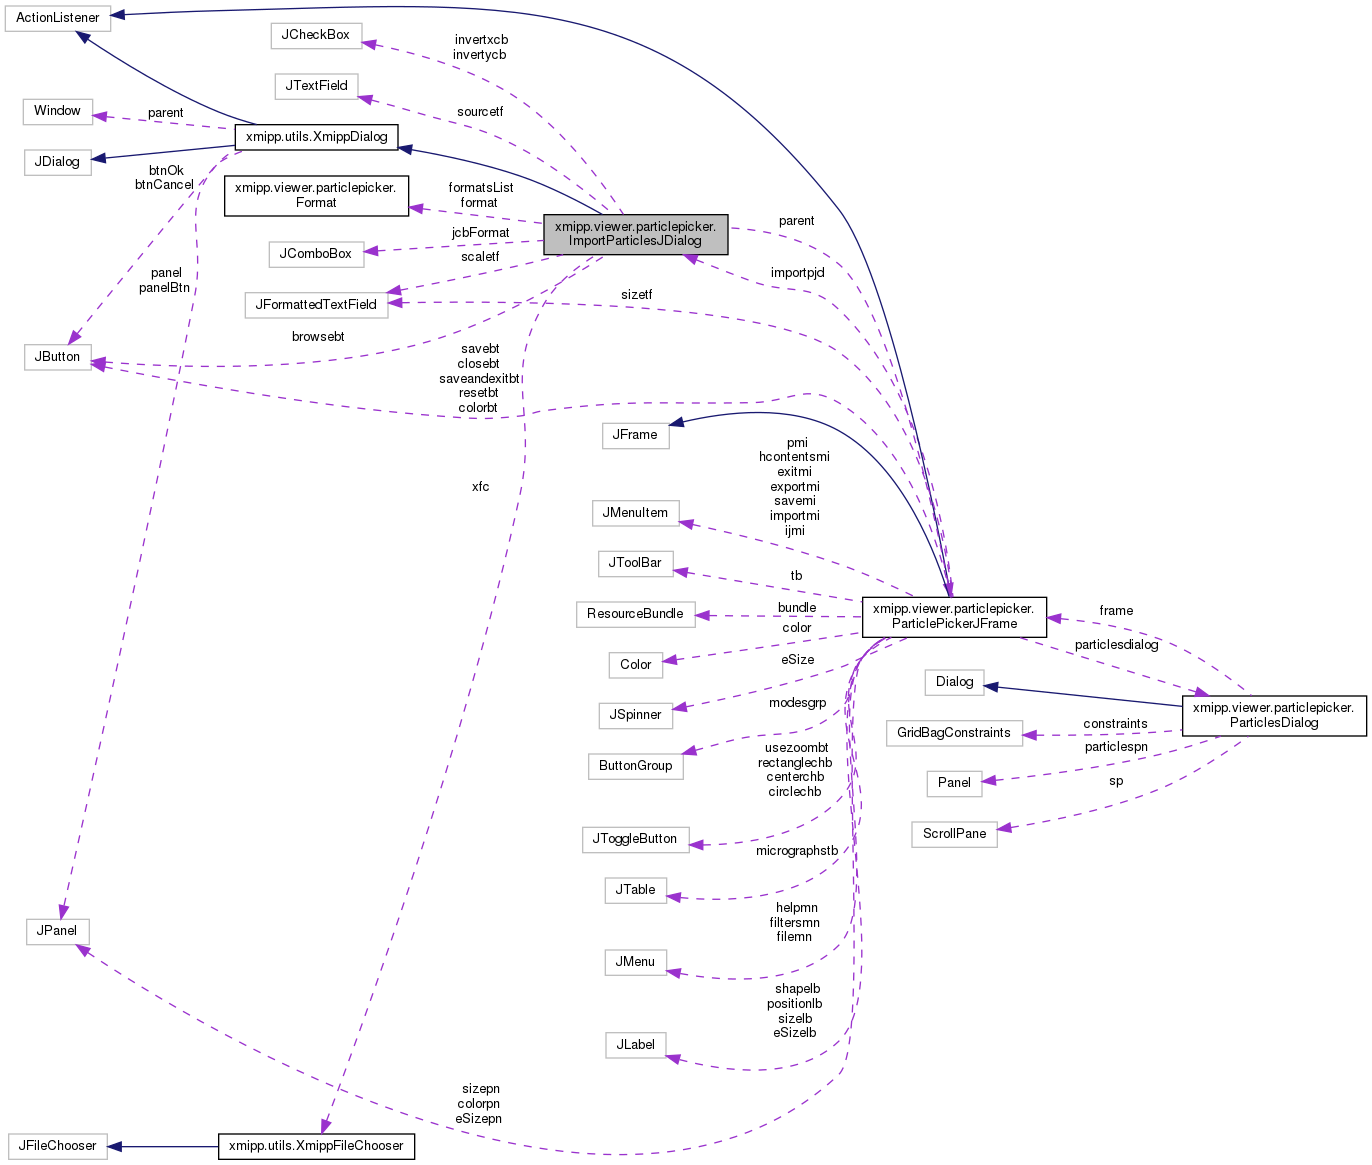 ActionListener
JCheckBox
invertxcb
invertycb
JTextField
sourcetf
Window
parent
xmipp.utils.XmippDialog
JDialog
btnOk
btnCancel
xmipp.viewer.particlepicker.
Format
formatsList
format
xmipp.viewer.particlepicker.
ImportParticlesJDialog
parent
jcbFormat
JComboBox
scaletf
importpjd
panel
panelBtn
JFormattedTextField
sizetf
browsebt
JButton
savebt
closebt
saveandexitbt
resetbt
colorbt
JFrame
pmi
hcontentsmi
exitmi
exportmi
savemi
importmi
ijmi
xfc
JMenuItem
JToolBar
tb
ResourceBundle
bundle
xmipp.viewer.particlepicker.
ParticlePickerJFrame
frame
color
Color
particlesdialog
eSize
JSpinner
Dialog
xmipp.viewer.particlepicker.
ParticlesDialog
modesgrp
GridBagConstraints
constraints
ButtonGroup
usezoombt
rectanglechb
centerchb
circlechb
particlespn
Panel
sp
ScrollPane
JToggleButton
micrographstb
JTable
helpmn
filtersmn
filemn
JPanel
JMenu
shapelb
positionlb
sizelb
eSizelb
JLabel
sizepn
colorpn
eSizepn
JFileChooser
xmipp.utils.XmippFileChooser